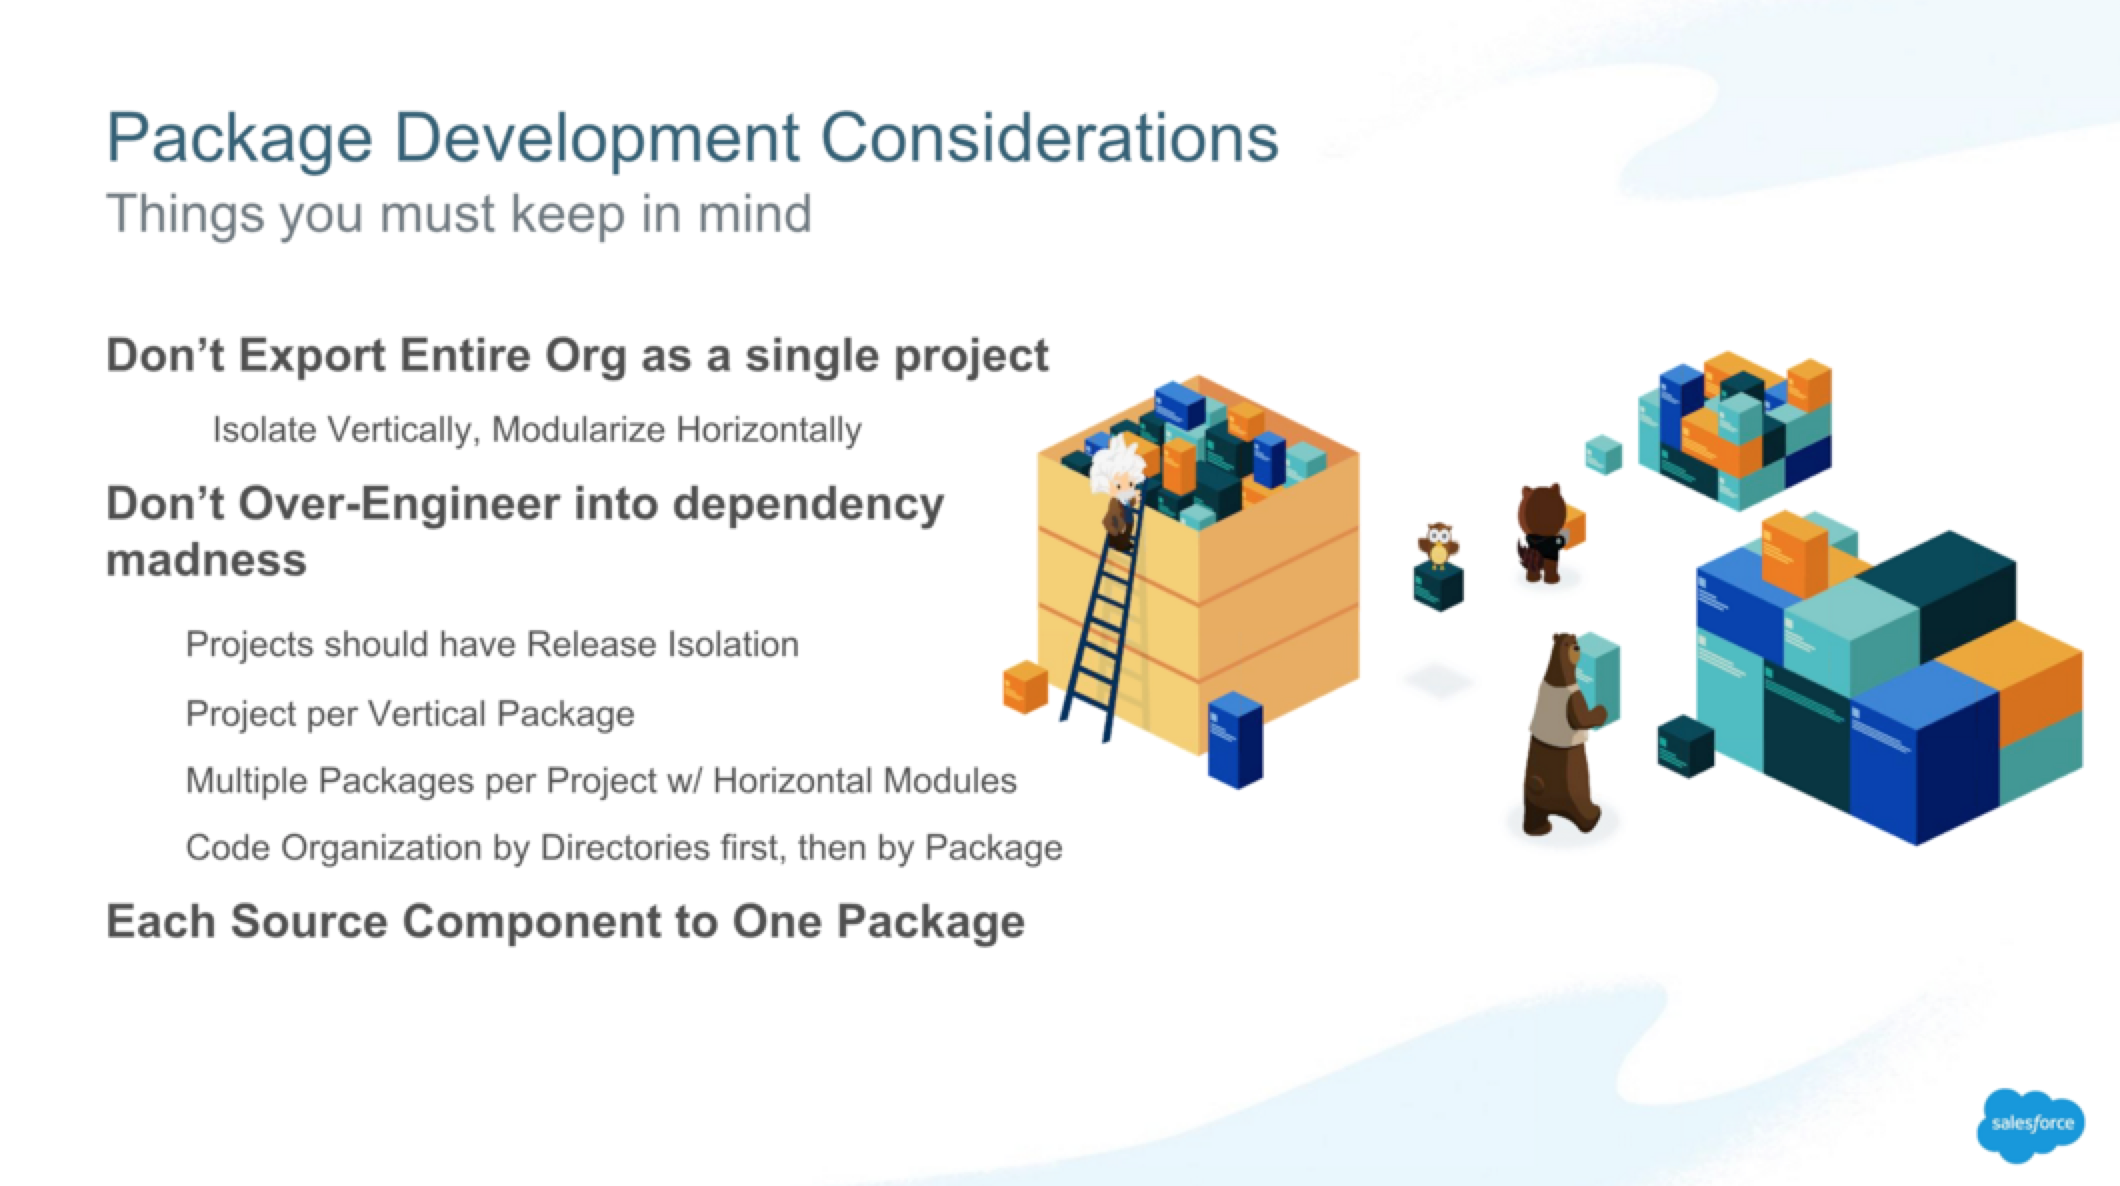 Package Development Considerations
Things you must keep in mind
Don’t Export Entire Org as a single project
Isolate Vertically, Modularize Horizontally
Don’t Over-Engineer into dependency
madness
Projects should have Release Isolation
Project per Vertical Package
Multiple Packages per Project w/ Horizontal Modules
Code Organization by Directories first, then by Package
Each Source Component to One Package
salesforce